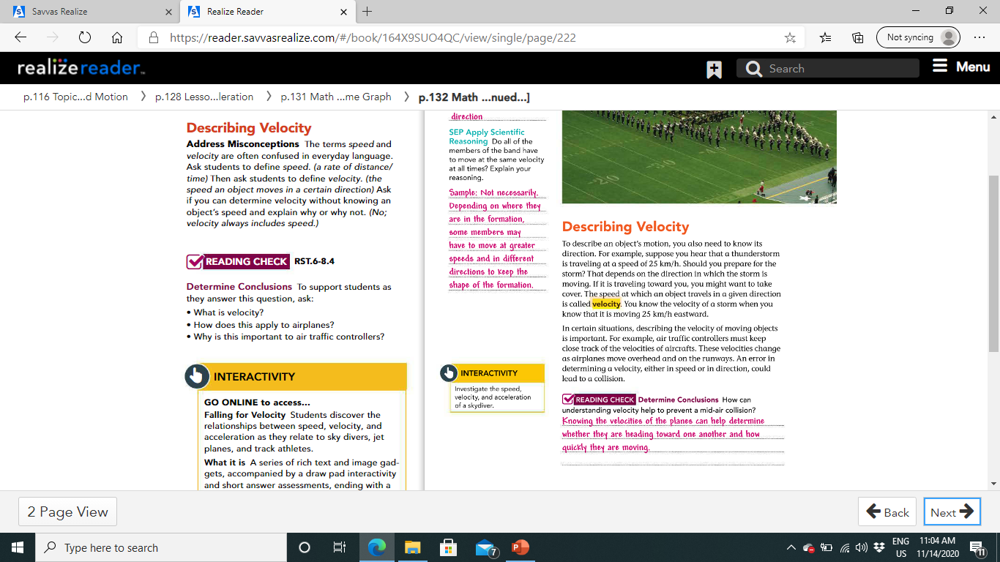 Savvas Realize
Realize Reader
https://reader.savvasrealize.com/#/book/164X9SUO4QC/view/single/page/222
Not syncing
realizereader
Search
Menu
p.116 Topic...d Motion
p.128 Lesso...leration
p.131 Math ...me Graph
p.132 Math ...nued...]
Describing Velocity
Address Misconceptions The terms speed and
velocity are often confused in everyday language.
Ask students to define speed. (a rate of distance/
time) Then ask students to define velocity. (the
speed an object moves in a certain direction) Ask
if you can determine velocity without knowing an
object's speed and explain why or why not. (No;
velocity always includes speed.)
READING CHECK RST.6-8.4
Determine Conclusions To support students as
they answer this question, ask:
• What is velocity?
• How does this apply to airplanes?
• Why is this important to air traffic controllers?
INTERACTIVITY
GO ONLINE to access...
Falling for Velocity Students discover the
relationships between speed, velocity, and
acceleration as they relate to sky divers, jet
planes, and track athletes.
What it is A series of rich text and image gad-
gets, accompanied by a draw pad interactivity
and short answer assessments, ending with a
direction
SEP Apply Scientific
Reasoning Do all of the
members of the band have
to move at the same velocity
at all times? Explain your
reasoning.
Sample: Not necessarily.
Depending on where they
are in the formation,
some members may
have to move at greater
speeds and in different
directions to keep the
shape of the formation.
INTERACTIVITY
Investigate the speed,
velocity, and acceleration
of a skydiver.
Describing Velocity
To describe an object's motion, you also need to know its
direction. For example, suppose you hear that a thunderstorm
is traveling at a speed of 25 km/h. Should you prepare for the
storm? That depends on the direction in which the storm is
moving. If it is traveling toward you, you might want to take
cover. The speed at which an object travels in a given direction
is called velocity. You know the velocity of a storm when you
know that it is moving 25 km/h eastward.
In certain situations, describing the velocity of moving objects
is important. For example, air traffic controllers must keep
close track of the velocities of aircrafts. These velocities change
as airplanes move overhead and on the runways. An error in
determining a velocity, either in speed or in direction, could
lead to a collision.
READING CHECK Determine Conclusions How can
understanding velocity help to prevent a mid-air collision?
Knowing the velocities of the planes can help determine
whether they are heading toward one another and how
quickly they are moving.
2 Page View
Back
Next
Type here to search
7
ENG
US
11:04 AM
11/14/2020
11